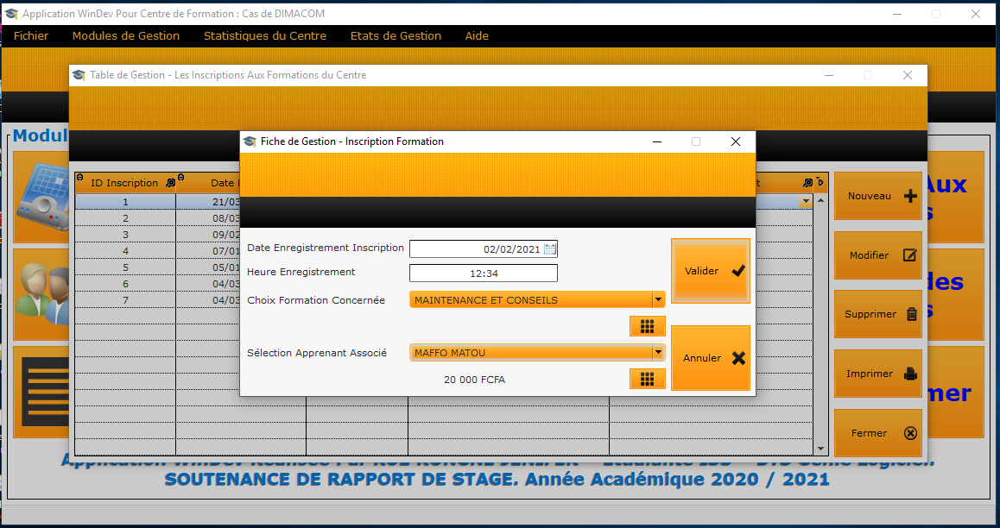 Application WinDev Pour Centre de Formation : Cas de DIMACOM
Fichier Modules de Gestion Statistiques du Centre Etats de Gestion Aide
Table de Gestion - Les Inscriptions Aux Formations du Centre
Modul
Fiche de Gestion - Inscription Formation
ID Inscription Date t
1 21/03
2 08/03
3 09/02
4 07/01
5 05/01
6 04/03
7 04/03
Date Enregistrement Inscription 02/02/2021
Heure Enregistrement 12:34
Choix Formation Concernée MAINTENANCE ET CONSEILS
Sélection Apprenant Associé MAFFO MATOU
20 000 FCFA
Valider
Annuler
Nouveau
Modifier
Supprimer
Imprimer
Fermer
Aux
s
des
s
mer
SOUTENANCE DE RAPPORT DE STAGE. Année Académique 2020 / 2021